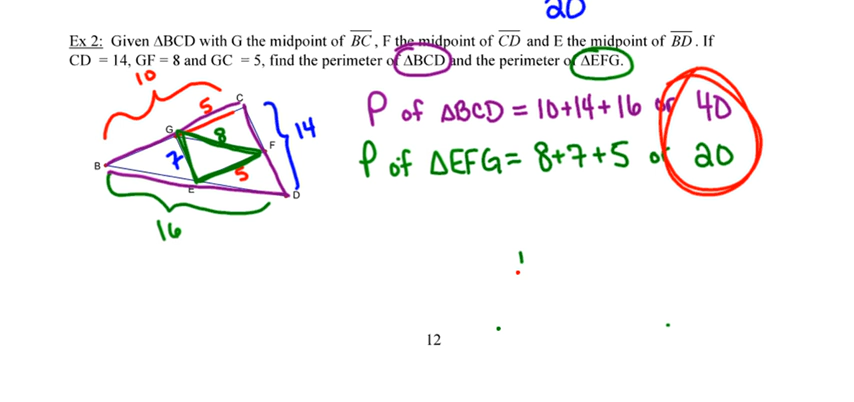 20
Ex 2: Given ΔBCD with G the midpoint of BC, F the midpoint of CD and E the midpoint of BD. If
CD = 14, GF = 8 and GC = 5, find the perimeter of ΔBCD and the perimeter of ΔEFG.
10
5
C
G
8
F
14
7
5
B
E
D
16
P of ΔBCD = 10+14+16 or 40
P of ΔEFG = 8+7+5 or 20
!
12